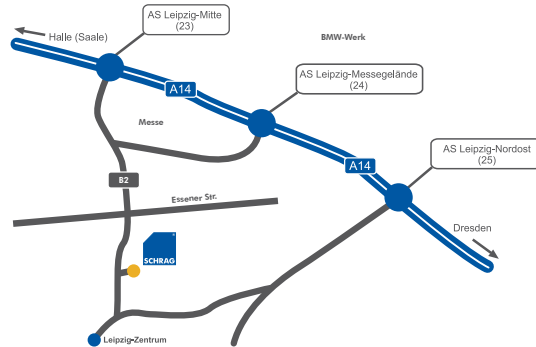 AS Leipzig-Mitte
(23)
Halle (Saale)
BMW-Werk
AS Leipzig-Messegelände
(24)
A14
Messe
AS Leipzig-Nordost
(25)
A14
B2
Essener Str.
Dresden
SCHRAG
Leipzig-Zentrum